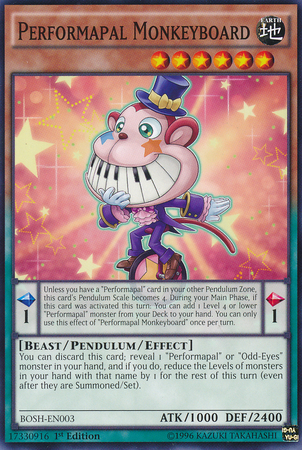 PERFORMAPAL MONKEYBOARD
EARTH
地
Unless you have a "Performapal" card in your other Pendulum Zone,
this card's Pendulum Scale becomes 4. During your Main Phase, if
this card was activated this turn: You can add 1 Level 4 or lower
"Performapal" monster from your Deck to your hand. You can only
use this effect of "Performapal Monkeyboard" once per turn.
1
1
[BEAST/PENDULUM/EFFECT]
You can discard this card; reveal 1 "Performapal" or "Odd-Eyes"
monster in your hand, and if you do, reduce the Levels of monsters
in your hand with that name by 1 for the rest of this turn (even
after they are Summoned/Set).
BOSH-EN003
ATK/1000 DEF/2400
17330916
1st Edition
©1996 KAZUKI TAKAHASHI